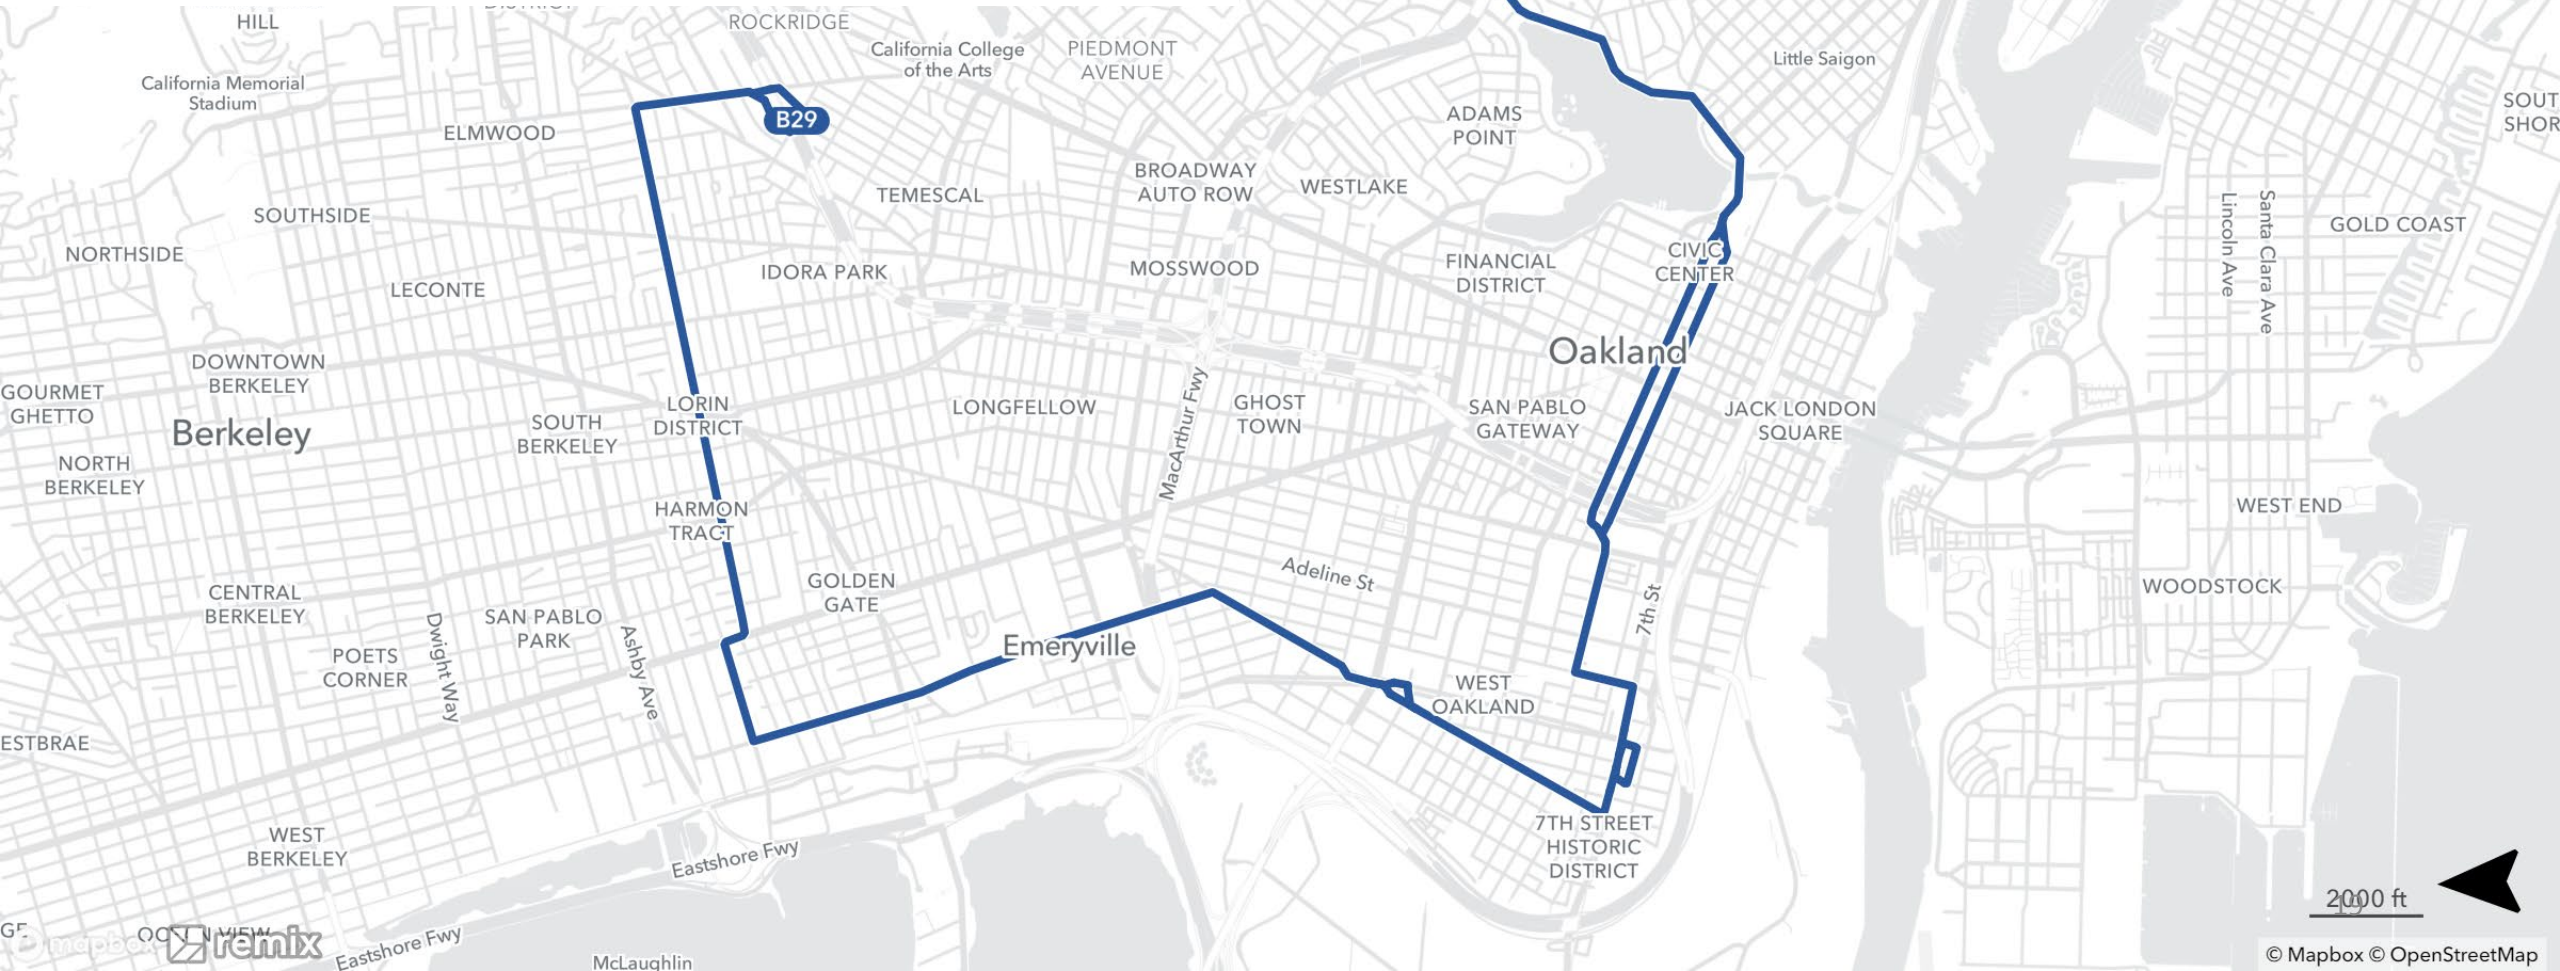 HILL
ROCKRIDGE
California College
of the Arts
PIEDMONT
AVENUE
Little Saigon
California Memorial
Stadium
B29
ELMWOOD
ADAMS
POINT
SOUT
SHOR
BROADWAY
AUTO ROW
WESTLAKE
TEMESCAL
SOUTHSIDE
NORTHSIDE
Lincoln Ave
Santa Clara Ave
GOLD COAST
CIVIC
CENTER
FINANCIAL
DISTRICT
MOSSWOOD
IDORA PARK
LECONTE
Oakland
DOWNTOWN
BERKELEY
GOURMET
GHETTO
Berkeley
LORIN
DISTRICT
SOUTH
BERKELEY
LONGFELLOW
MacArthur Fwy
GHOST
TOWN
SAN PABLO
GATEWAY
JACK LONDON
SQUARE
NORTH
BERKELEY
HARMON
TRACT
WEST END
Adeline St
GOLDEN
GATE
7th St
WOODSTOCK
CENTRAL
BERKELEY
SAN PABLO
PARK
Dwight Way
Ashby Ave
Emeryville
POETS
CORNER
WEST
OAKLAND
ESTBRAE
WEST
BERKELEY
Eastshore Fwy
7TH STREET
HISTORIC
DISTRICT
2000 ft
19
GE
mapbox
remix
Eastshore Fwy
McLaughlin
© Mapbox © OpenStreetMap